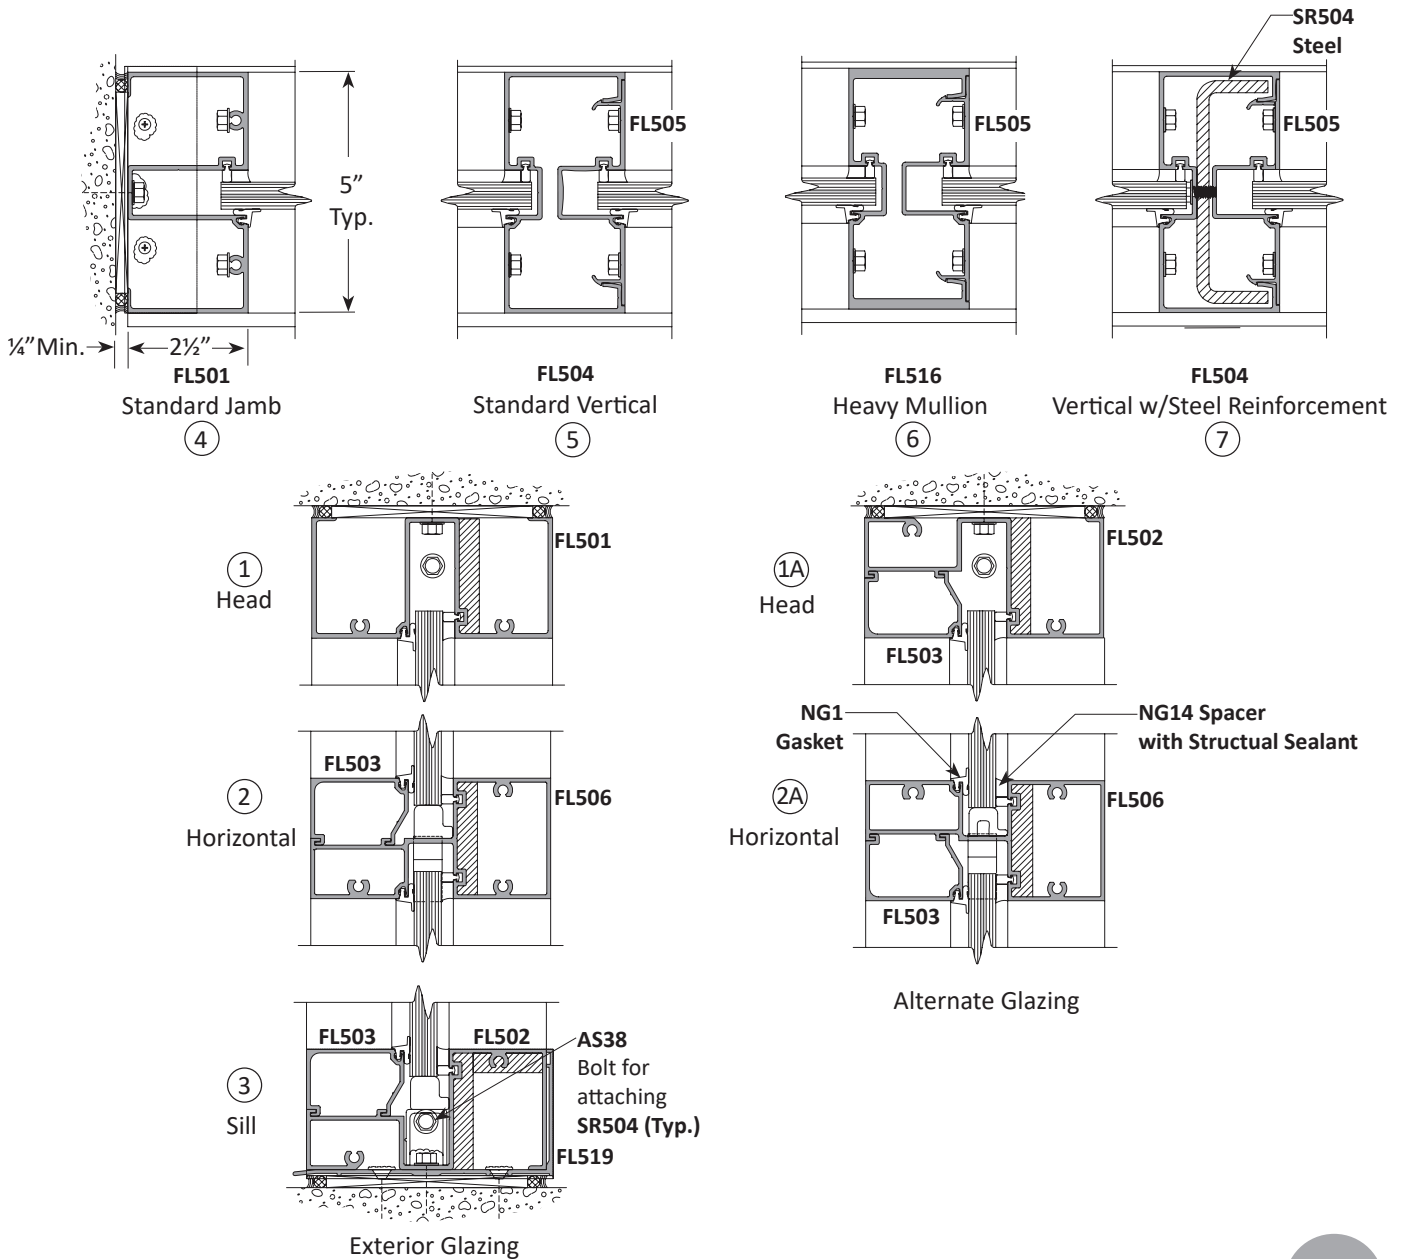 SR504
Steel
FL505
FL505
FL505
5”
Typ.
¼”Min.
2½”
FL501
Standard Jamb
4
FL504
Standard Vertical
5
FL516
Heavy Mullion
6
FL504
Vertical w/Steel Reinforcement
7
1
Head
FL501
1A
Head
FL502
FL503
NG1
Gasket
NG14 Spacer
with Structual Sealant
2
Horizontal
FL503
FL506
2A
Horizontal
FL506
FL503
Alternate Glazing
3
Sill
FL503
FL502
AS38
Bolt for
attaching
SR504 (Typ.)
FL519
Exterior Glazing